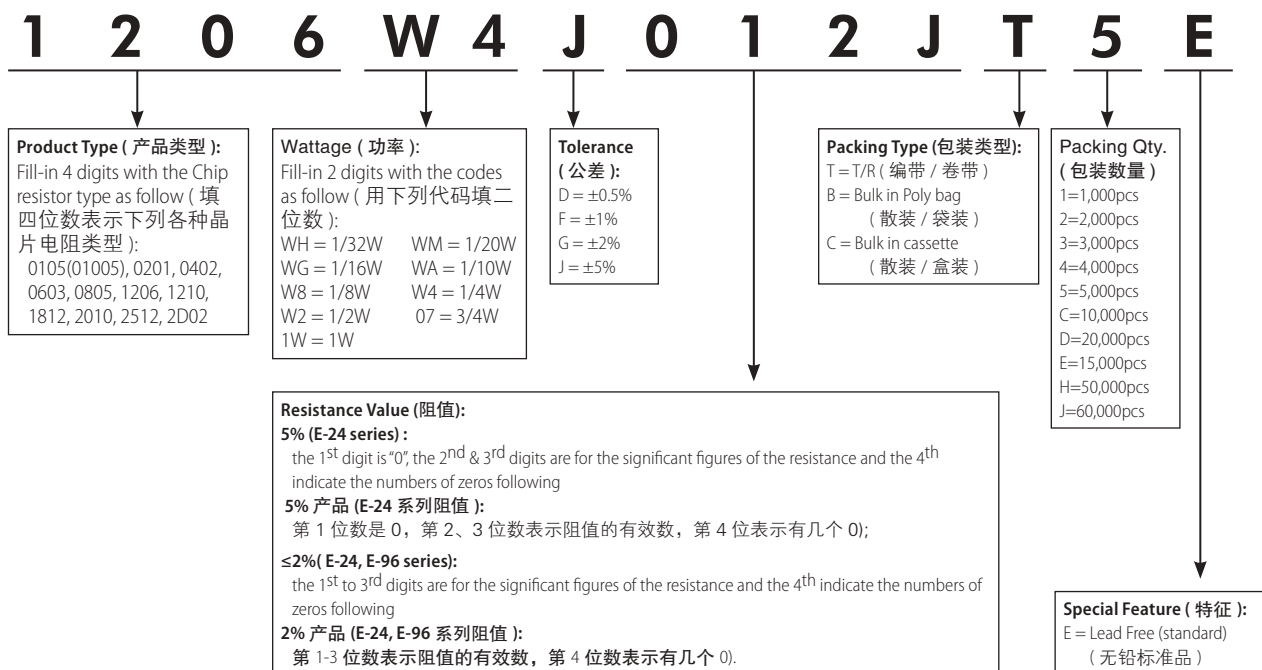 1 2 0 6 W 4 J 0 1 2 J T 5 E
Product Type ( 产品类型 ):
Fill-in 4 digits with the Chip
resistor type as follow ( 填
四位数表示下列各种晶
片电阻类型 ):
0105(01005), 0201, 0402,
0603, 0805, 1206, 1210,
1812, 2010, 2512, 2D02
Wattage ( 功率 ):
Fill-in 2 digits with the codes
as follow ( 用下列代码填二
位数 ):
WH = 1/32W WM = 1/20W
WG = 1/16W WA = 1/10W
W8 = 1/8W W4 = 1/4W
W2 = 1/2W 07 = 3/4W
1W = 1W
Tolerance
( 公差 ):
D = ±0.5%
F = ±1%
G = ±2%
J = ±5%
Packing Type (包装类型):
T = T/R ( 编带 / 卷带 )
B = Bulk in Poly bag
( 散装 / 袋装 )
C = Bulk in cassette
( 散装 / 盒装 )
Packing Qty.
( 包装数量 )
1=1,000pcs
2=2,000pcs
3=3,000pcs
4=4,000pcs
5=5,000pcs
C=10,000pcs
D=20,000pcs
E=15,000pcs
H=50,000pcs
J=60,000pcs
Resistance Value (阻值):
5% (E-24 series) :
the 1st digit is "0", the 2nd & 3rd digits are for the significant figures of the resistance and the 4th
indicate the numbers of zeros following
5% 产品 (E-24 系列阻值 ):
第 1 位数是 0，第 2、3 位数表示阻值的有效数，第 4 位表示有几个 0);
≤2%( E-24, E-96 series):
the 1st to 3rd digits are for the significant figures of the resistance and the 4th indicate the numbers of
zeros following
2% 产品 (E-24, E-96 系列阻值 ):
第 1-3 位数表示阻值的有效数，第 4 位数表示有几个 0).
Special Feature ( 特征 ):
E = Lead Free (standard)
( 无铅标准品 )